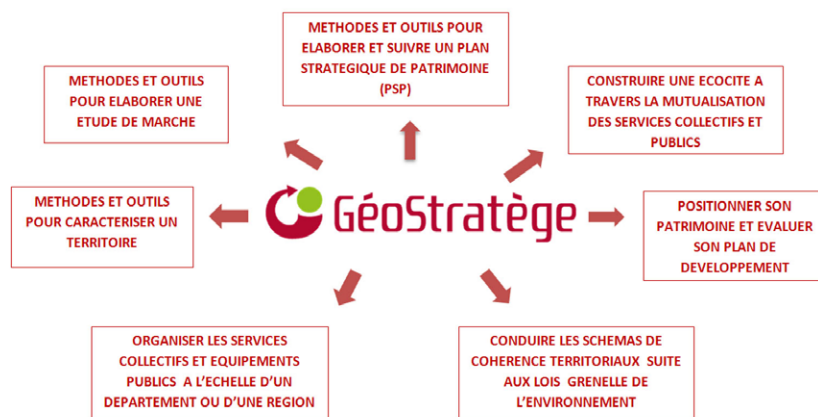 METHODES ET OUTILS POUR
ELABORER ET SUIVRE UN PLAN
STRATEGIQUE DE PATRIMOINE
(PSP)
METHODES ET OUTILS
POUR ELABORER UNE
ETUDE DE MARCHE
CONSTRUIRE UNE ECOCITE A
TRAVERS LA MUTUALISATION
DES SERVICES COLLECTIFS ET
PUBLICS
METHODES ET OUTILS
POUR CARACTERISER UN
TERRITOIRE
GéoStratège
POSITIONNER SON
PATRIMOINE ET EVALUER
SON PLAN DE
DEVELOPPEMENT
ORGANISER LES SERVICES
COLLECTIFS ET EQUIPEMENTS
PUBLICS A L’ECHELLE D’UN
DEPARTEMENT OU D’UNE REGION
CONDUIRE LES SCHEMAS DE
COHERENCE TERRITORIAUX SUITE
AUX LOIS GRENELLE DE
L’ENVIRONNEMENT